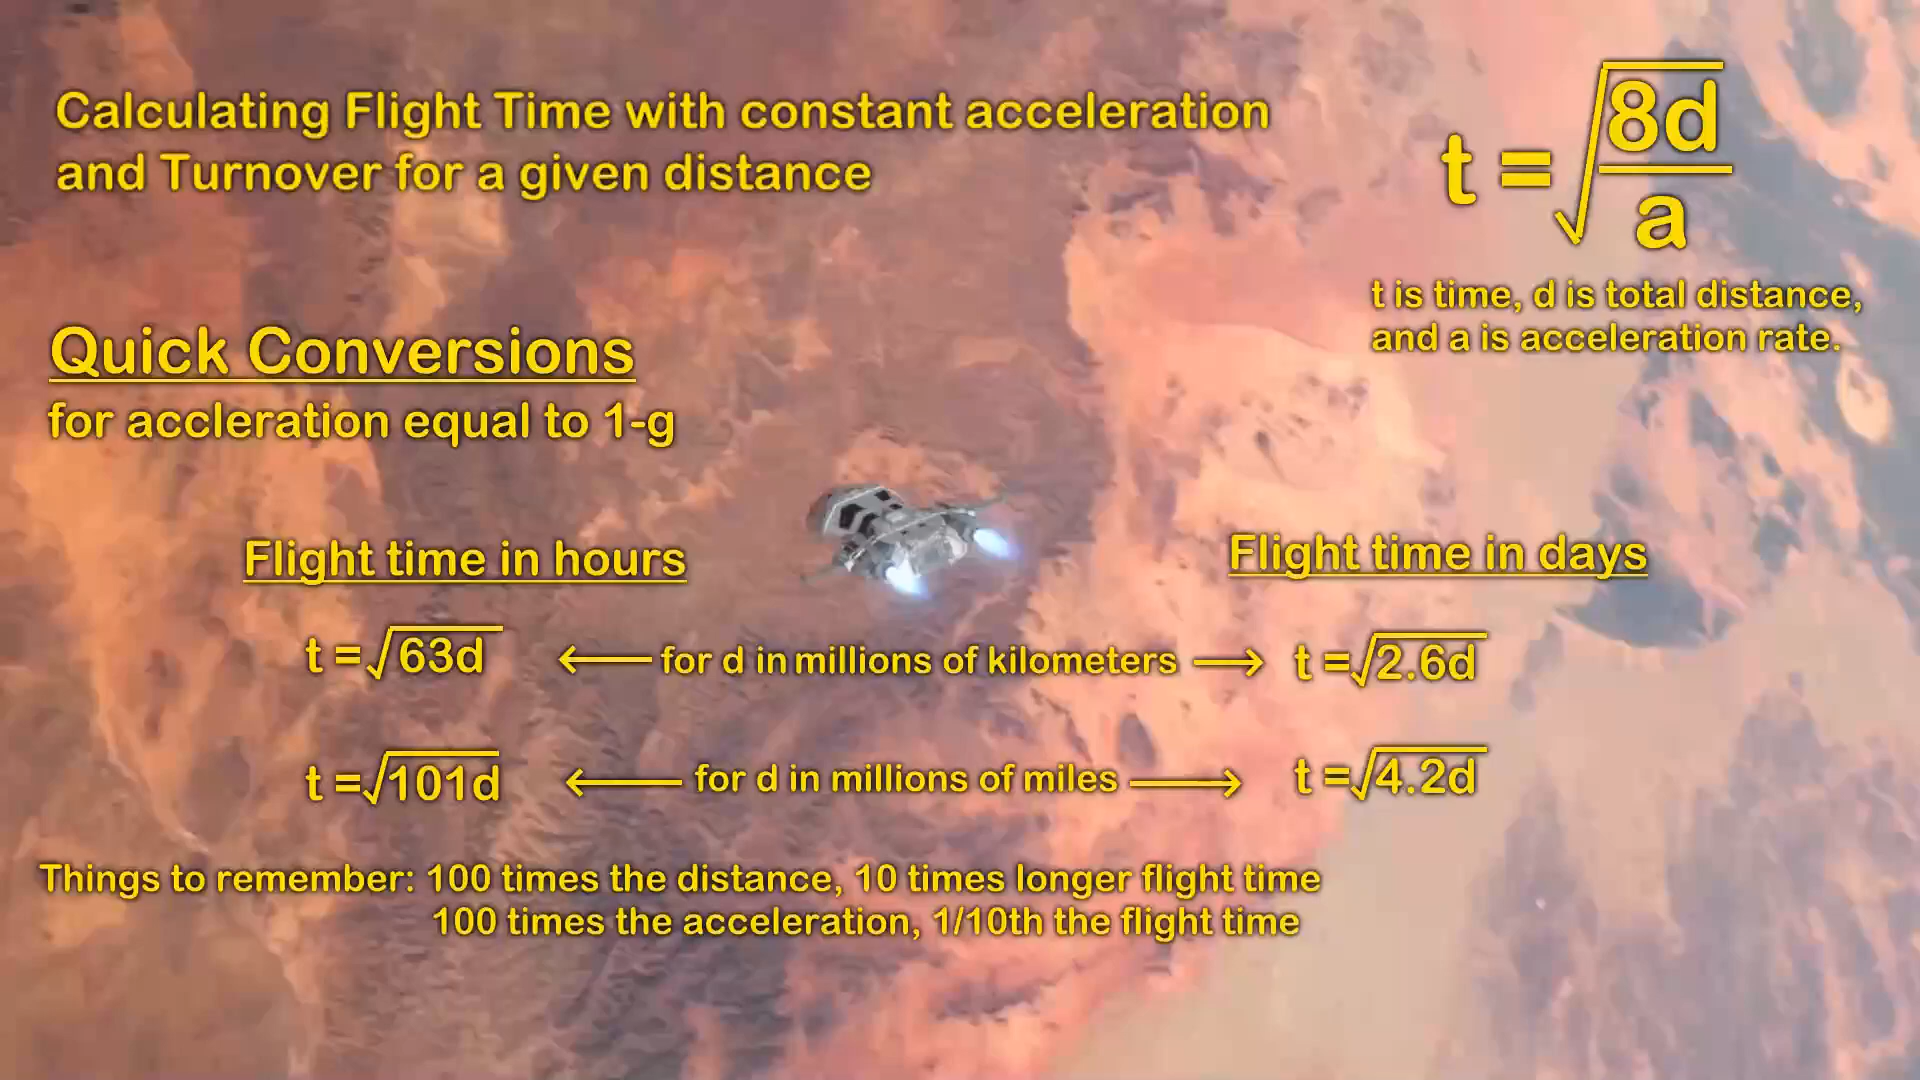 Calculating Flight Time with constant acceleration
and Turnover for a given distance
t = √(8d/a)
t is time, d is total distance,
and a is acceleration rate.
Quick Conversions
for accleration equal to 1-g
Flight time in hours
Flight time in days
t = √63d ← for d in millions of kilometers → t = √2.6d
t = √101d ← for d in millions of miles → t = √4.2d
Things to remember: 100 times the distance, 10 times longer flight time
100 times the acceleration, 1/10th the flight time